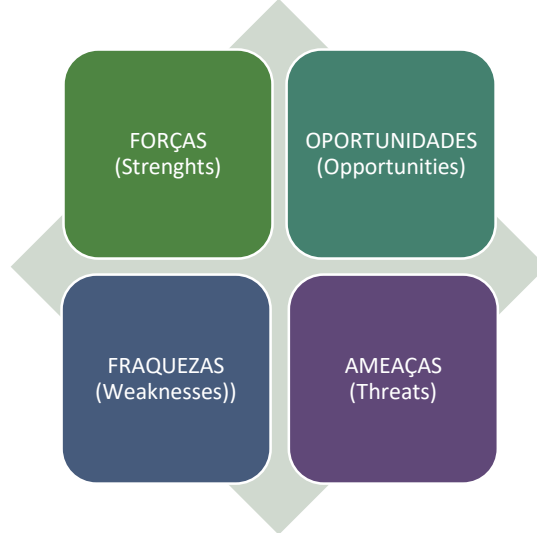 FORÇAS
(Strenghts)
OPORTUNIDADES
(Opportunities)
FRAQUEZAS
(Weaknesses))
AMEAÇAS
(Threats)